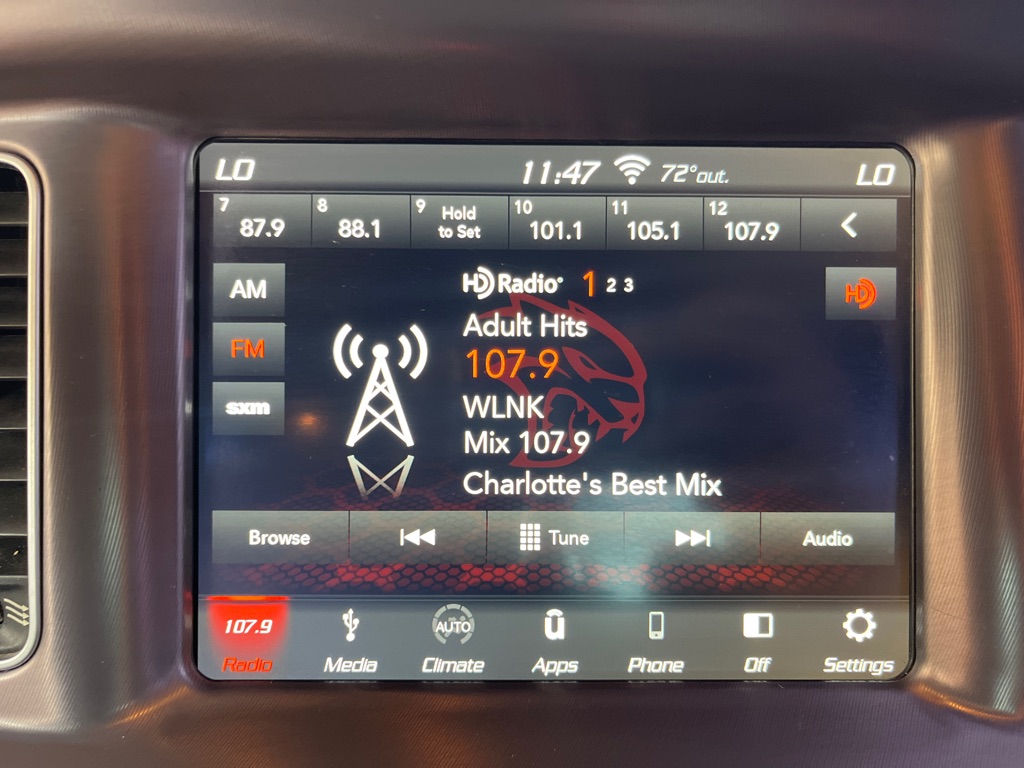 LO 11:47 72° out. LO
7 87.9 8 88.1 9 Hold to Set 10 101.1 11 105.1 12 107.9
AM
FM
sxm
HD Radio 1 2 3
HD
Adult Hits
107.9
WLNK
Mix 107.9
Charlotte's Best Mix
Browse Tune Audio
107.9 AUTO u
Radio Media Climate Apps Phone Off Settings